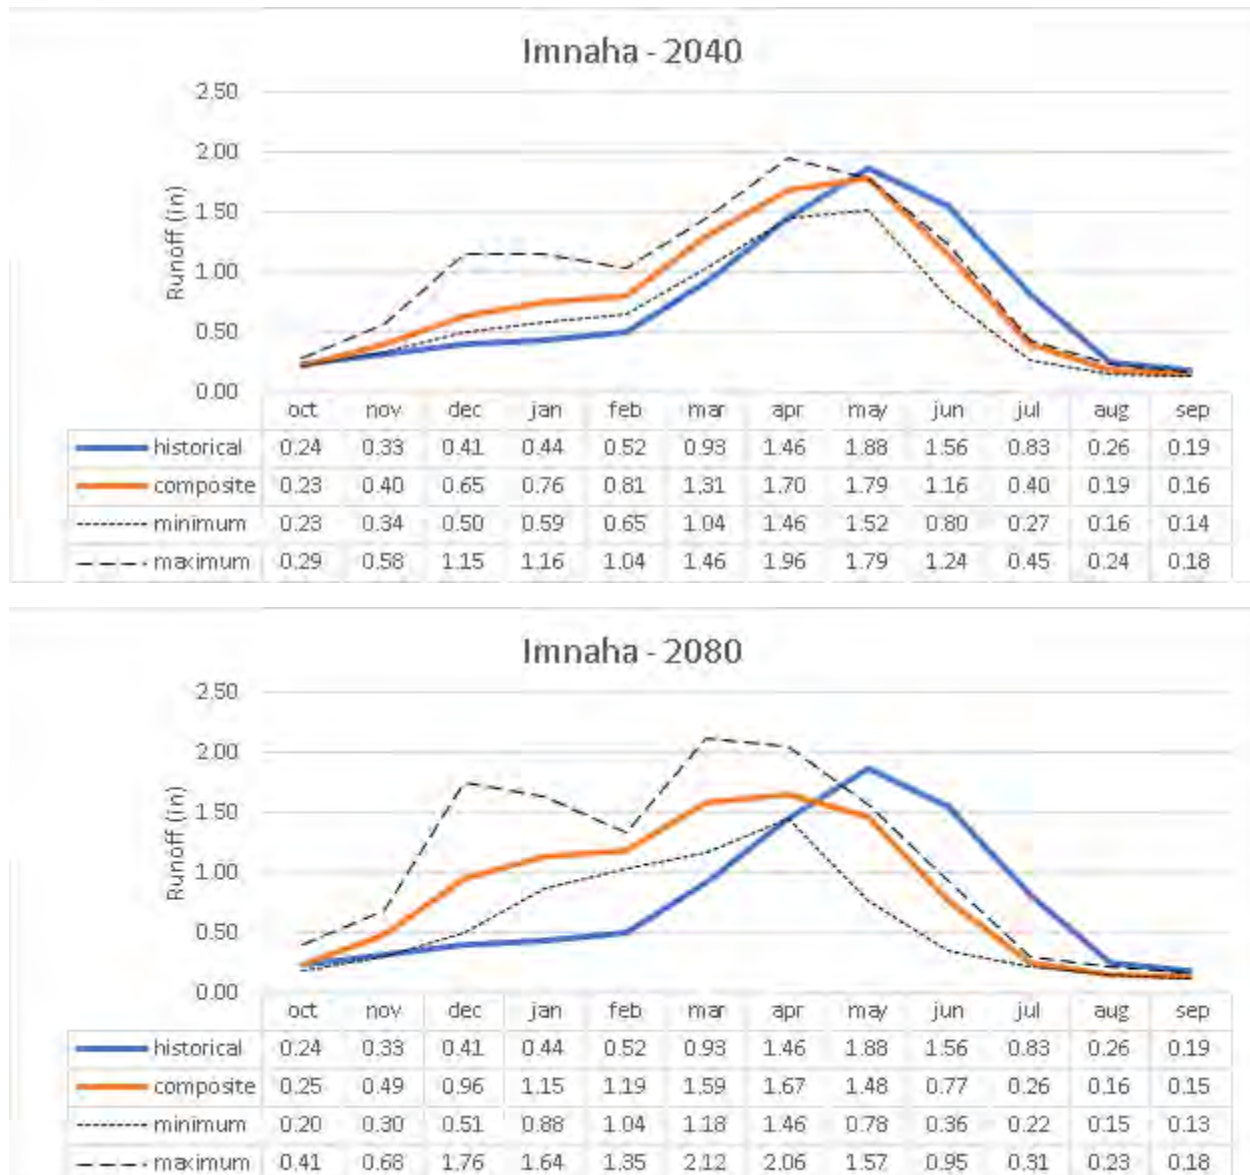 Imnaha - 2040
2.50
2.00
1.50
1.00
0.50
0.00
Runoff (in)
oct nov dec jan feb mar apr may jun jul aug sep
historical 0.24 0.33 0.41 0.44 0.52 0.93 1.46 1.88 1.56 0.83 0.26 0.19
composite 0.23 0.40 0.65 0.76 0.81 1.31 1.70 1.79 1.16 0.40 0.19 0.16
minimum 0.23 0.34 0.50 0.59 0.65 1.04 1.46 1.52 0.80 0.27 0.16 0.14
maximum 0.29 0.58 1.15 1.16 1.04 1.46 1.96 1.79 1.24 0.45 0.24 0.18
Imnaha - 2080
2.50
2.00
1.50
1.00
0.50
0.00
Runoff (in)
oct nov dec jan feb mar apr may jun jul aug sep
historical 0.24 0.33 0.41 0.44 0.52 0.93 1.46 1.88 1.56 0.83 0.26 0.19
composite 0.25 0.49 0.96 1.15 1.19 1.59 1.67 1.48 0.77 0.26 0.16 0.15
minimum 0.20 0.30 0.51 0.88 1.04 1.18 1.46 0.78 0.36 0.22 0.15 0.13
maximum 0.41 0.68 1.76 1.64 1.35 2.12 2.06 1.57 0.95 0.31 0.23 0.18